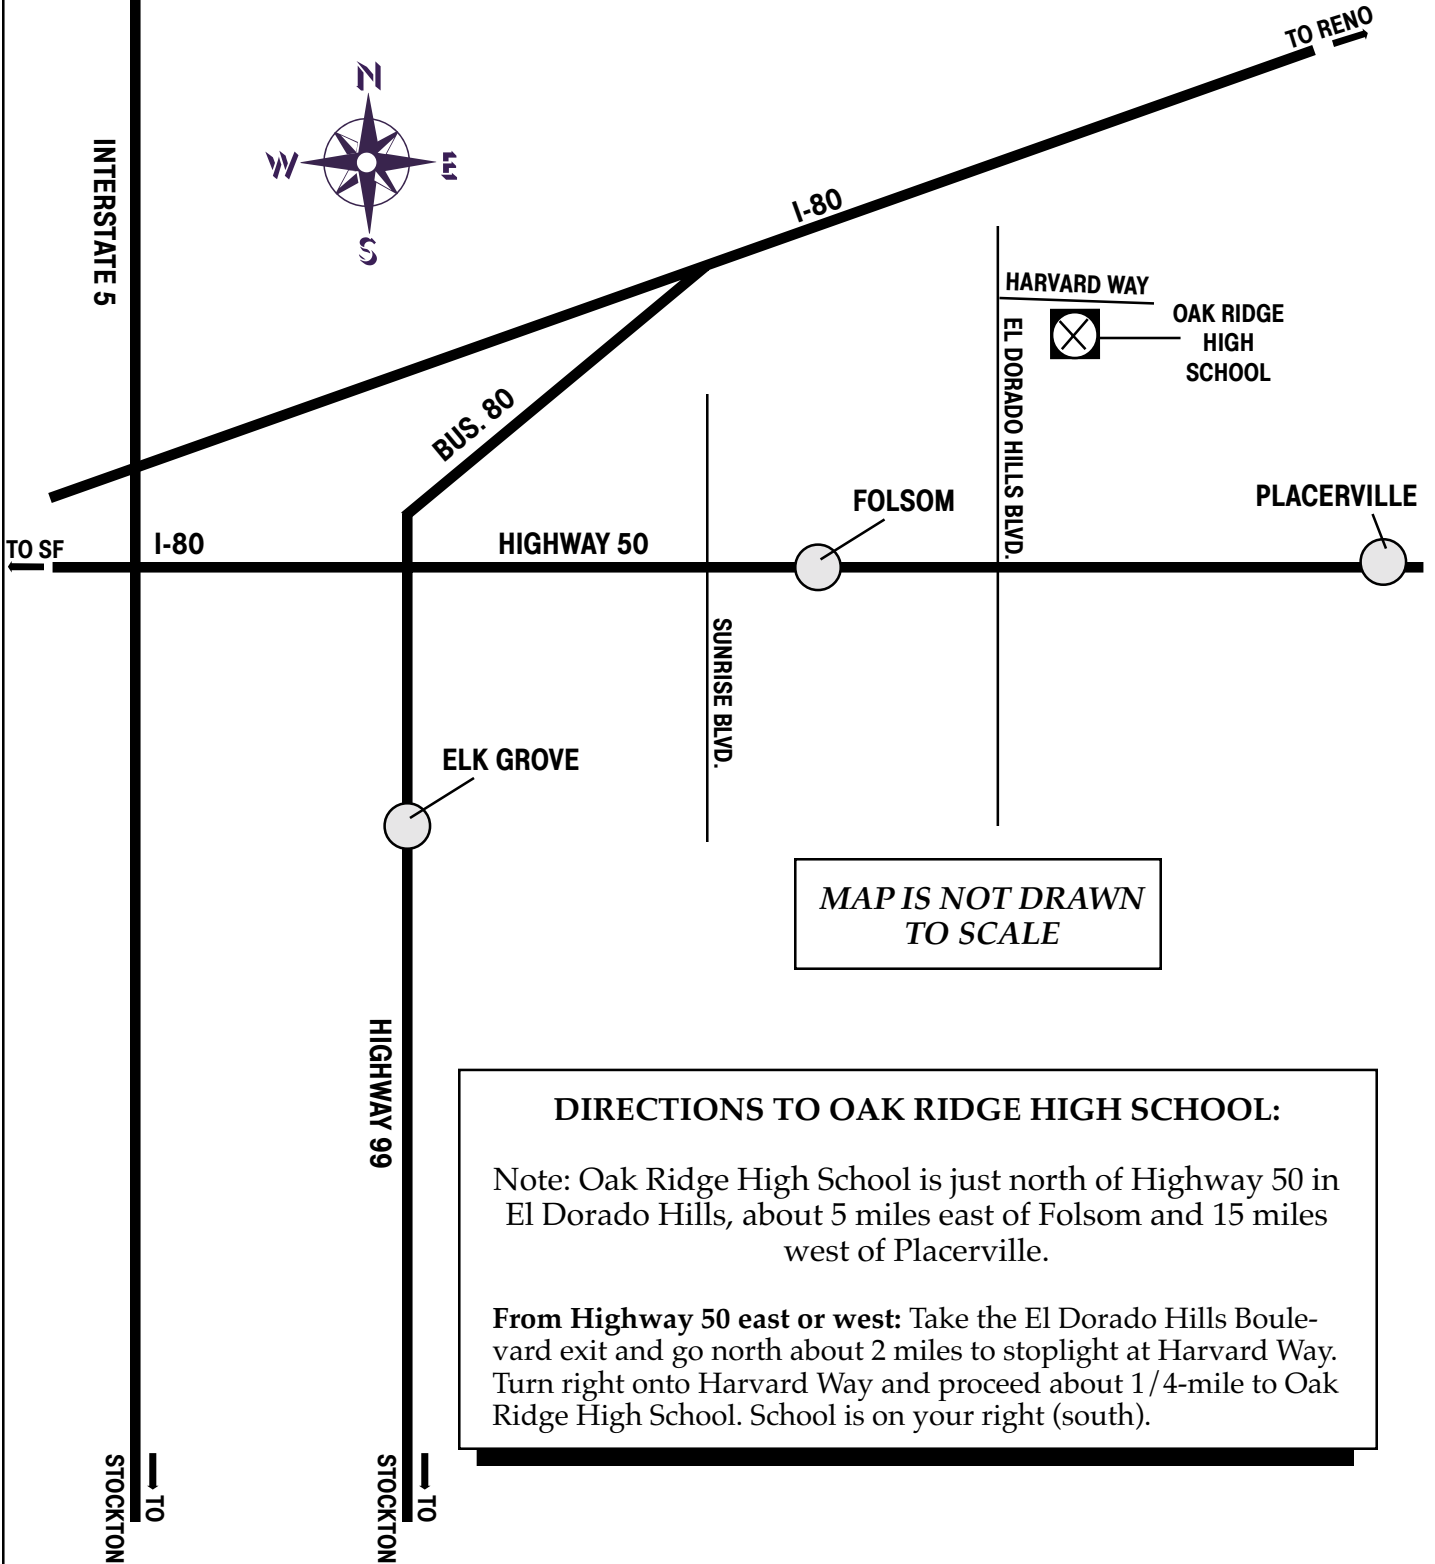 TO RENO
N
W
E
S
INTERSTATE 5
I-80
HARVARD WAY
OAK RIDGE
HIGH
SCHOOL
EL DORADO HILLS BLVD.
BUS. 80
FOLSOM
PLACERVILLE
TO SF
I-80
HIGHWAY 50
SUNRISE BLVD.
ELK GROVE
MAP IS NOT DRAWN
TO SCALE
HIGHWAY 99
DIRECTIONS TO OAK RIDGE HIGH SCHOOL:
Note: Oak Ridge High School is just north of Highway 50 in
El Dorado Hills, about 5 miles east of Folsom and 15 miles
west of Placerville.
From Highway 50 east or west: Take the El Dorado Hills Boule-
vard exit and go north about 2 miles to stoplight at Harvard Way.
Turn right onto Harvard Way and proceed about 1/4-mile to Oak
Ridge High School. School is on your right (south).
TO
STOCKTON
TO
STOCKTON